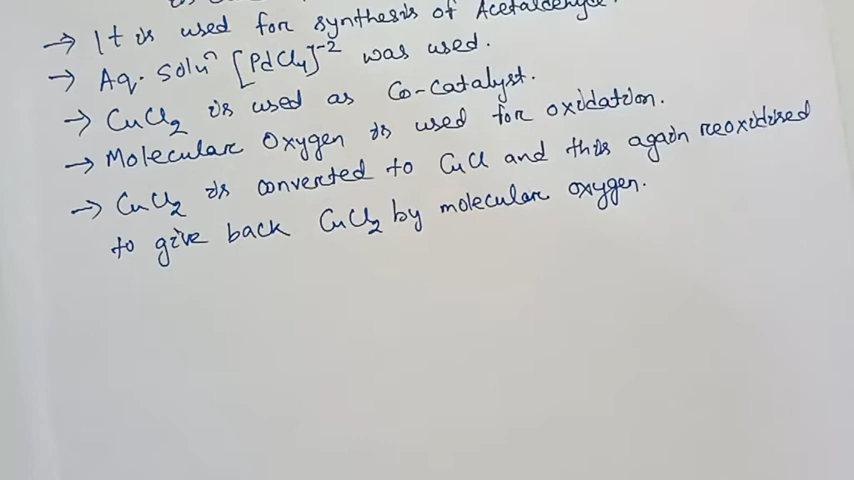 → It is used for synthesis of Acetaldehyde.
→ Aq. Soluⁿ [PdCl₄]⁻² was used.
→ CuCl₂ is used as Co-catalyst.
→ Molecular Oxygen is used for oxidation.
→ CuCl₂ is converted to CuCl and this again reoxidised
to give back CuCl₂ by molecular oxygen.